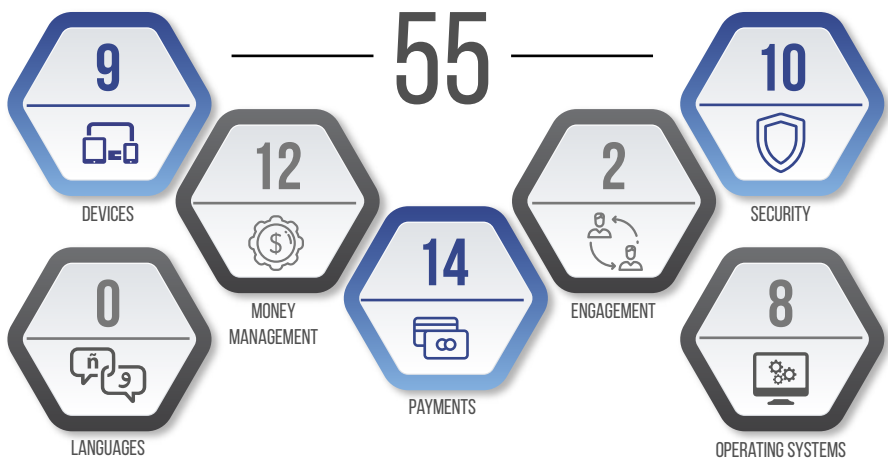 55
9
DEVICES
10
SECURITY
12
MONEY
MANAGEMENT
2
ENGAGEMENT
14
PAYMENTS
0
ñ
و
LANGUAGES
8
OPERATING SYSTEMS
$